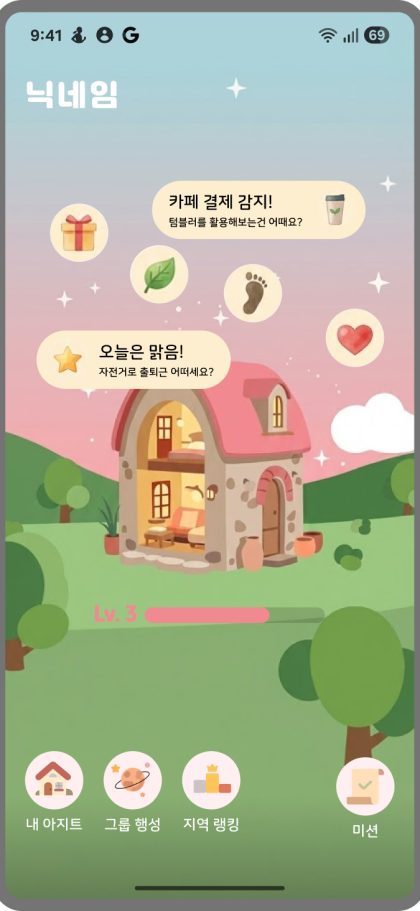 9:41
69
닉네임
카페 결제 감지!
텀블러를 활용해보는건 어때요?
오늘은 맑음!
자전거로 출퇴근 어떠세요?
Lv. 3
내 아지트
그룹 행성
지역 랭킹
미션